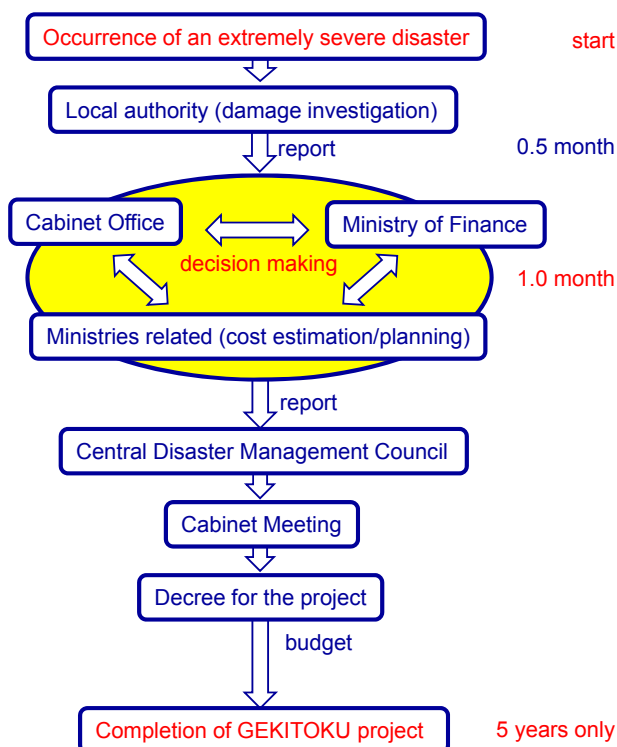 Occurrence of an extremely severe disaster
start
Local authority (damage investigation)
report
0.5 month
Cabinet Office
Ministry of Finance
decision making
1.0 month
Ministries related (cost estimation/planning)
report
Central Disaster Management Council
Cabinet Meeting
Decree for the project
budget
Completion of GEKITOKU project
5 years only